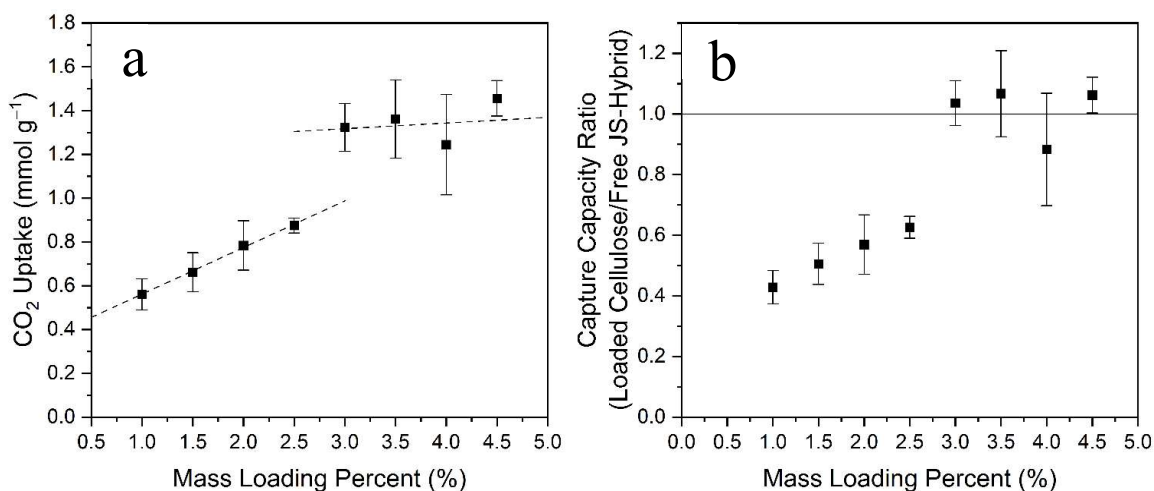 a
CO₂ Uptake (mmol g⁻¹)
1.8
1.6
1.4
1.2
1.0
0.8
0.6
0.4
0.2
0.0
0.5 1.0 1.5 2.0 2.5 3.0 3.5 4.0 4.5 5.0
Mass Loading Percent (%)
b
Capture Capacity Ratio
(Loaded Cellulose/Free JS-Hybrid)
1.2
1.0
0.8
0.6
0.4
0.2
0.0
0.0 0.5 1.0 1.5 2.0 2.5 3.0 3.5 4.0 4.5 5.0
Mass Loading Percent (%)